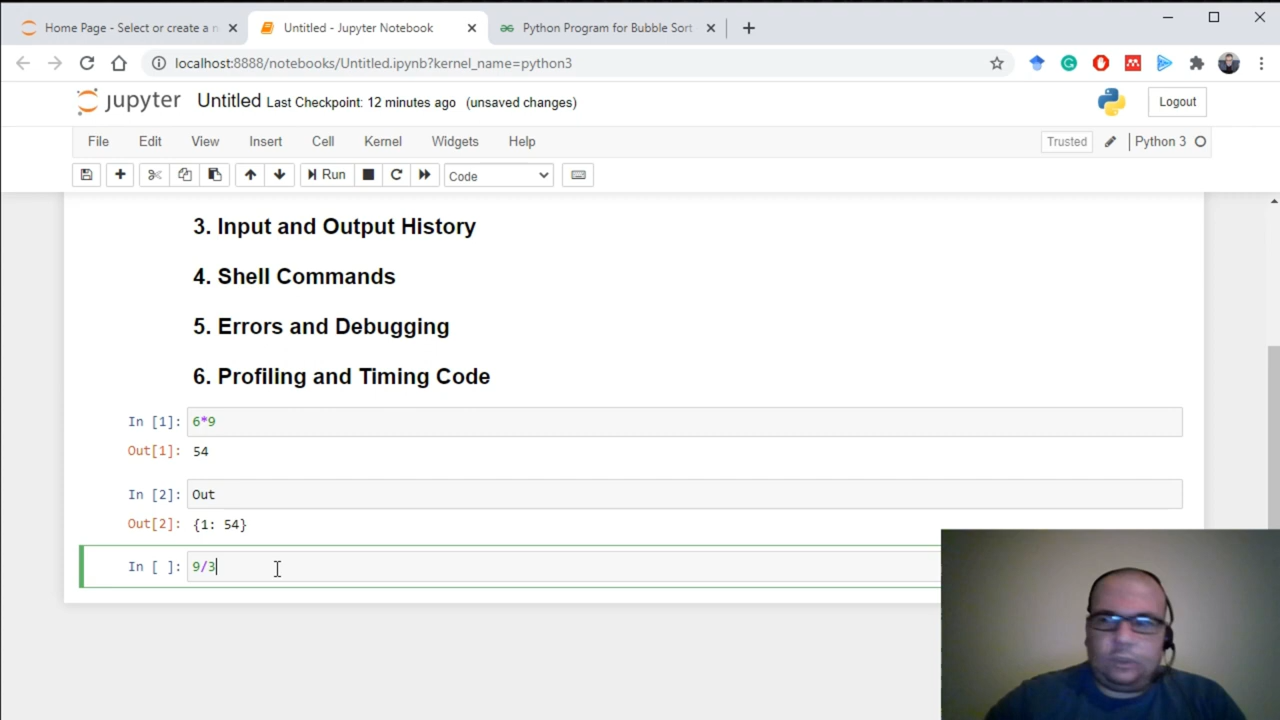 Home Page - Select or create a n
Untitled - Jupyter Notebook
Python Program for Bubble Sort
localhost:8888/notebooks/Untitled.ipynb?kernel_name=python3
jupyter Untitled Last Checkpoint: 12 minutes ago (unsaved changes)
Logout
File Edit View Insert Cell Kernel Widgets Help
Trusted
Python 3
Run
Code
3. Input and Output History
4. Shell Commands
5. Errors and Debugging
6. Profiling and Timing Code
In [1]: 6*9
Out[1]: 54
In [2]: Out
Out[2]: {1: 54}
In [ ]: 9/3